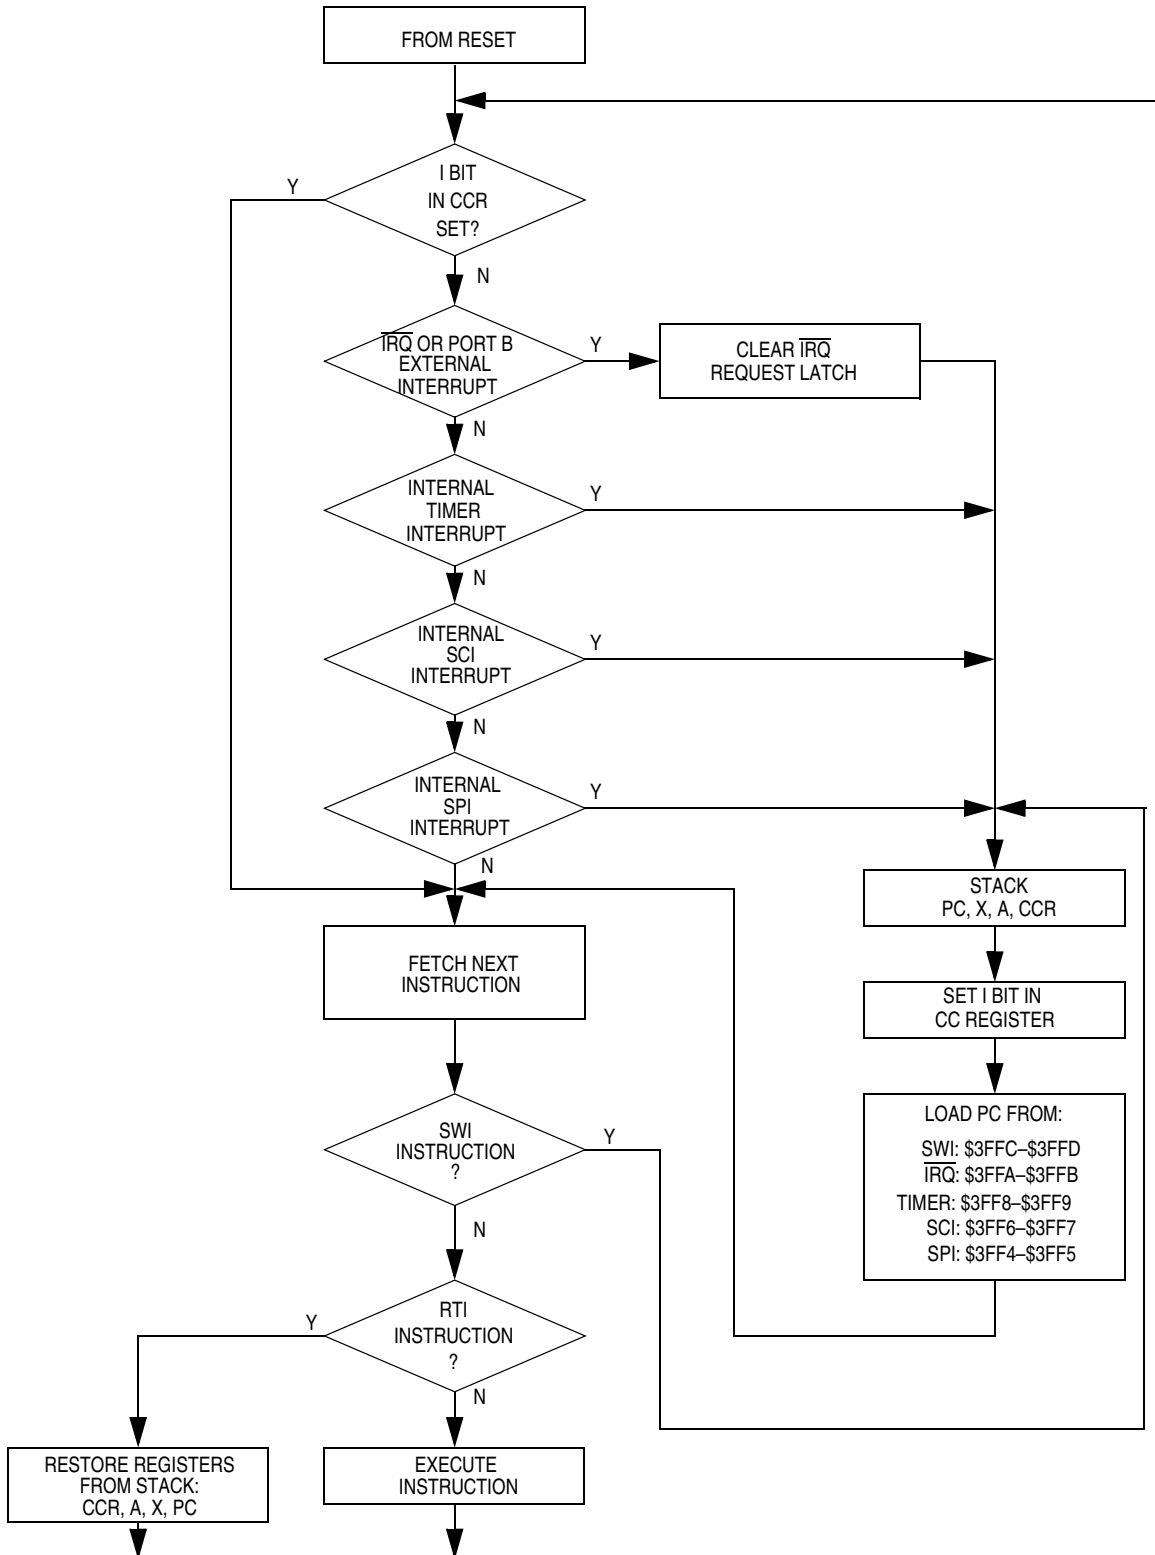 FROM RESET
Y
I BIT
IN CCR
SET?
N
I̅R̅Q̅ OR PORT B
EXTERNAL
INTERRUPT
Y
CLEAR I̅R̅Q̅
REQUEST LATCH
N
INTERNAL
TIMER
INTERRUPT
Y
N
INTERNAL
SCI
INTERRUPT
Y
N
INTERNAL
SPI
INTERRUPT
Y
N
STACK
PC, X, A, CCR
FETCH NEXT
INSTRUCTION
SET I BIT IN
CC REGISTER
SWI
INSTRUCTION
?
Y
LOAD PC FROM:
SWI: $3FFC–$3FFD
I̅R̅Q̅: $3FFA–$3FFB
TIMER: $3FF8–$3FF9
SCI: $3FF6–$3FF7
SPI: $3FF4–$3FF5
N
Y
RTI
INSTRUCTION
?
N
RESTORE REGISTERS
FROM STACK:
CCR, A, X, PC
EXECUTE
INSTRUCTION